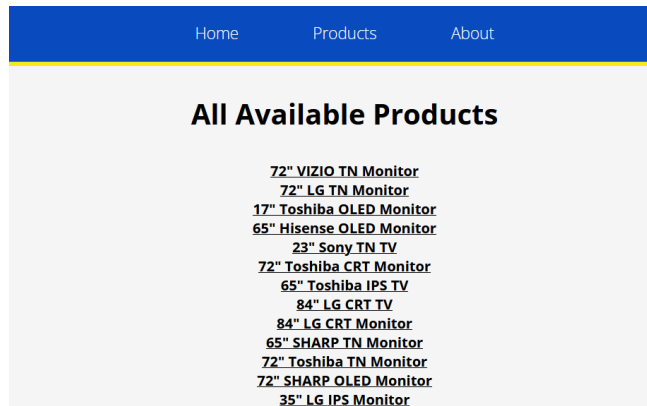 Home Products About
All Available Products
72" VIZIO TN Monitor
72" LG TN Monitor
17" Toshiba OLED Monitor
65" Hisense OLED Monitor
23" Sony TN TV
72" Toshiba CRT Monitor
65" Toshiba IPS TV
84" LG CRT TV
84" LG CRT Monitor
65" SHARP TN Monitor
72" Toshiba TN Monitor
72" SHARP OLED Monitor
35" LG IPS Monitor